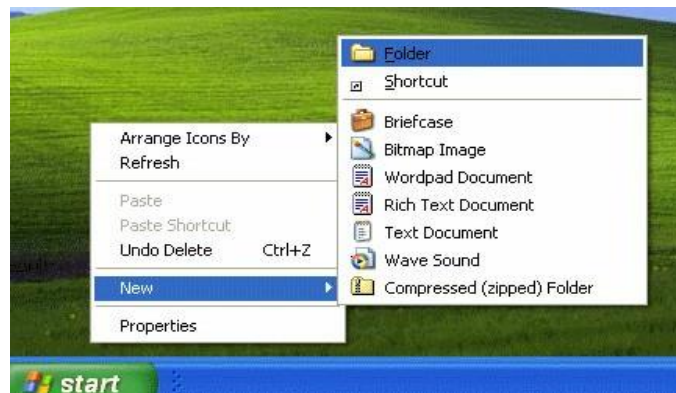 Arrange Icons By
Refresh
Paste
Paste Shortcut
Undo Delete Ctrl+Z
New
Properties
Folder
Shortcut
Briefcase
Bitmap Image
Wordpad Document
Rich Text Document
Text Document
Wave Sound
Compressed (zipped) Folder
start